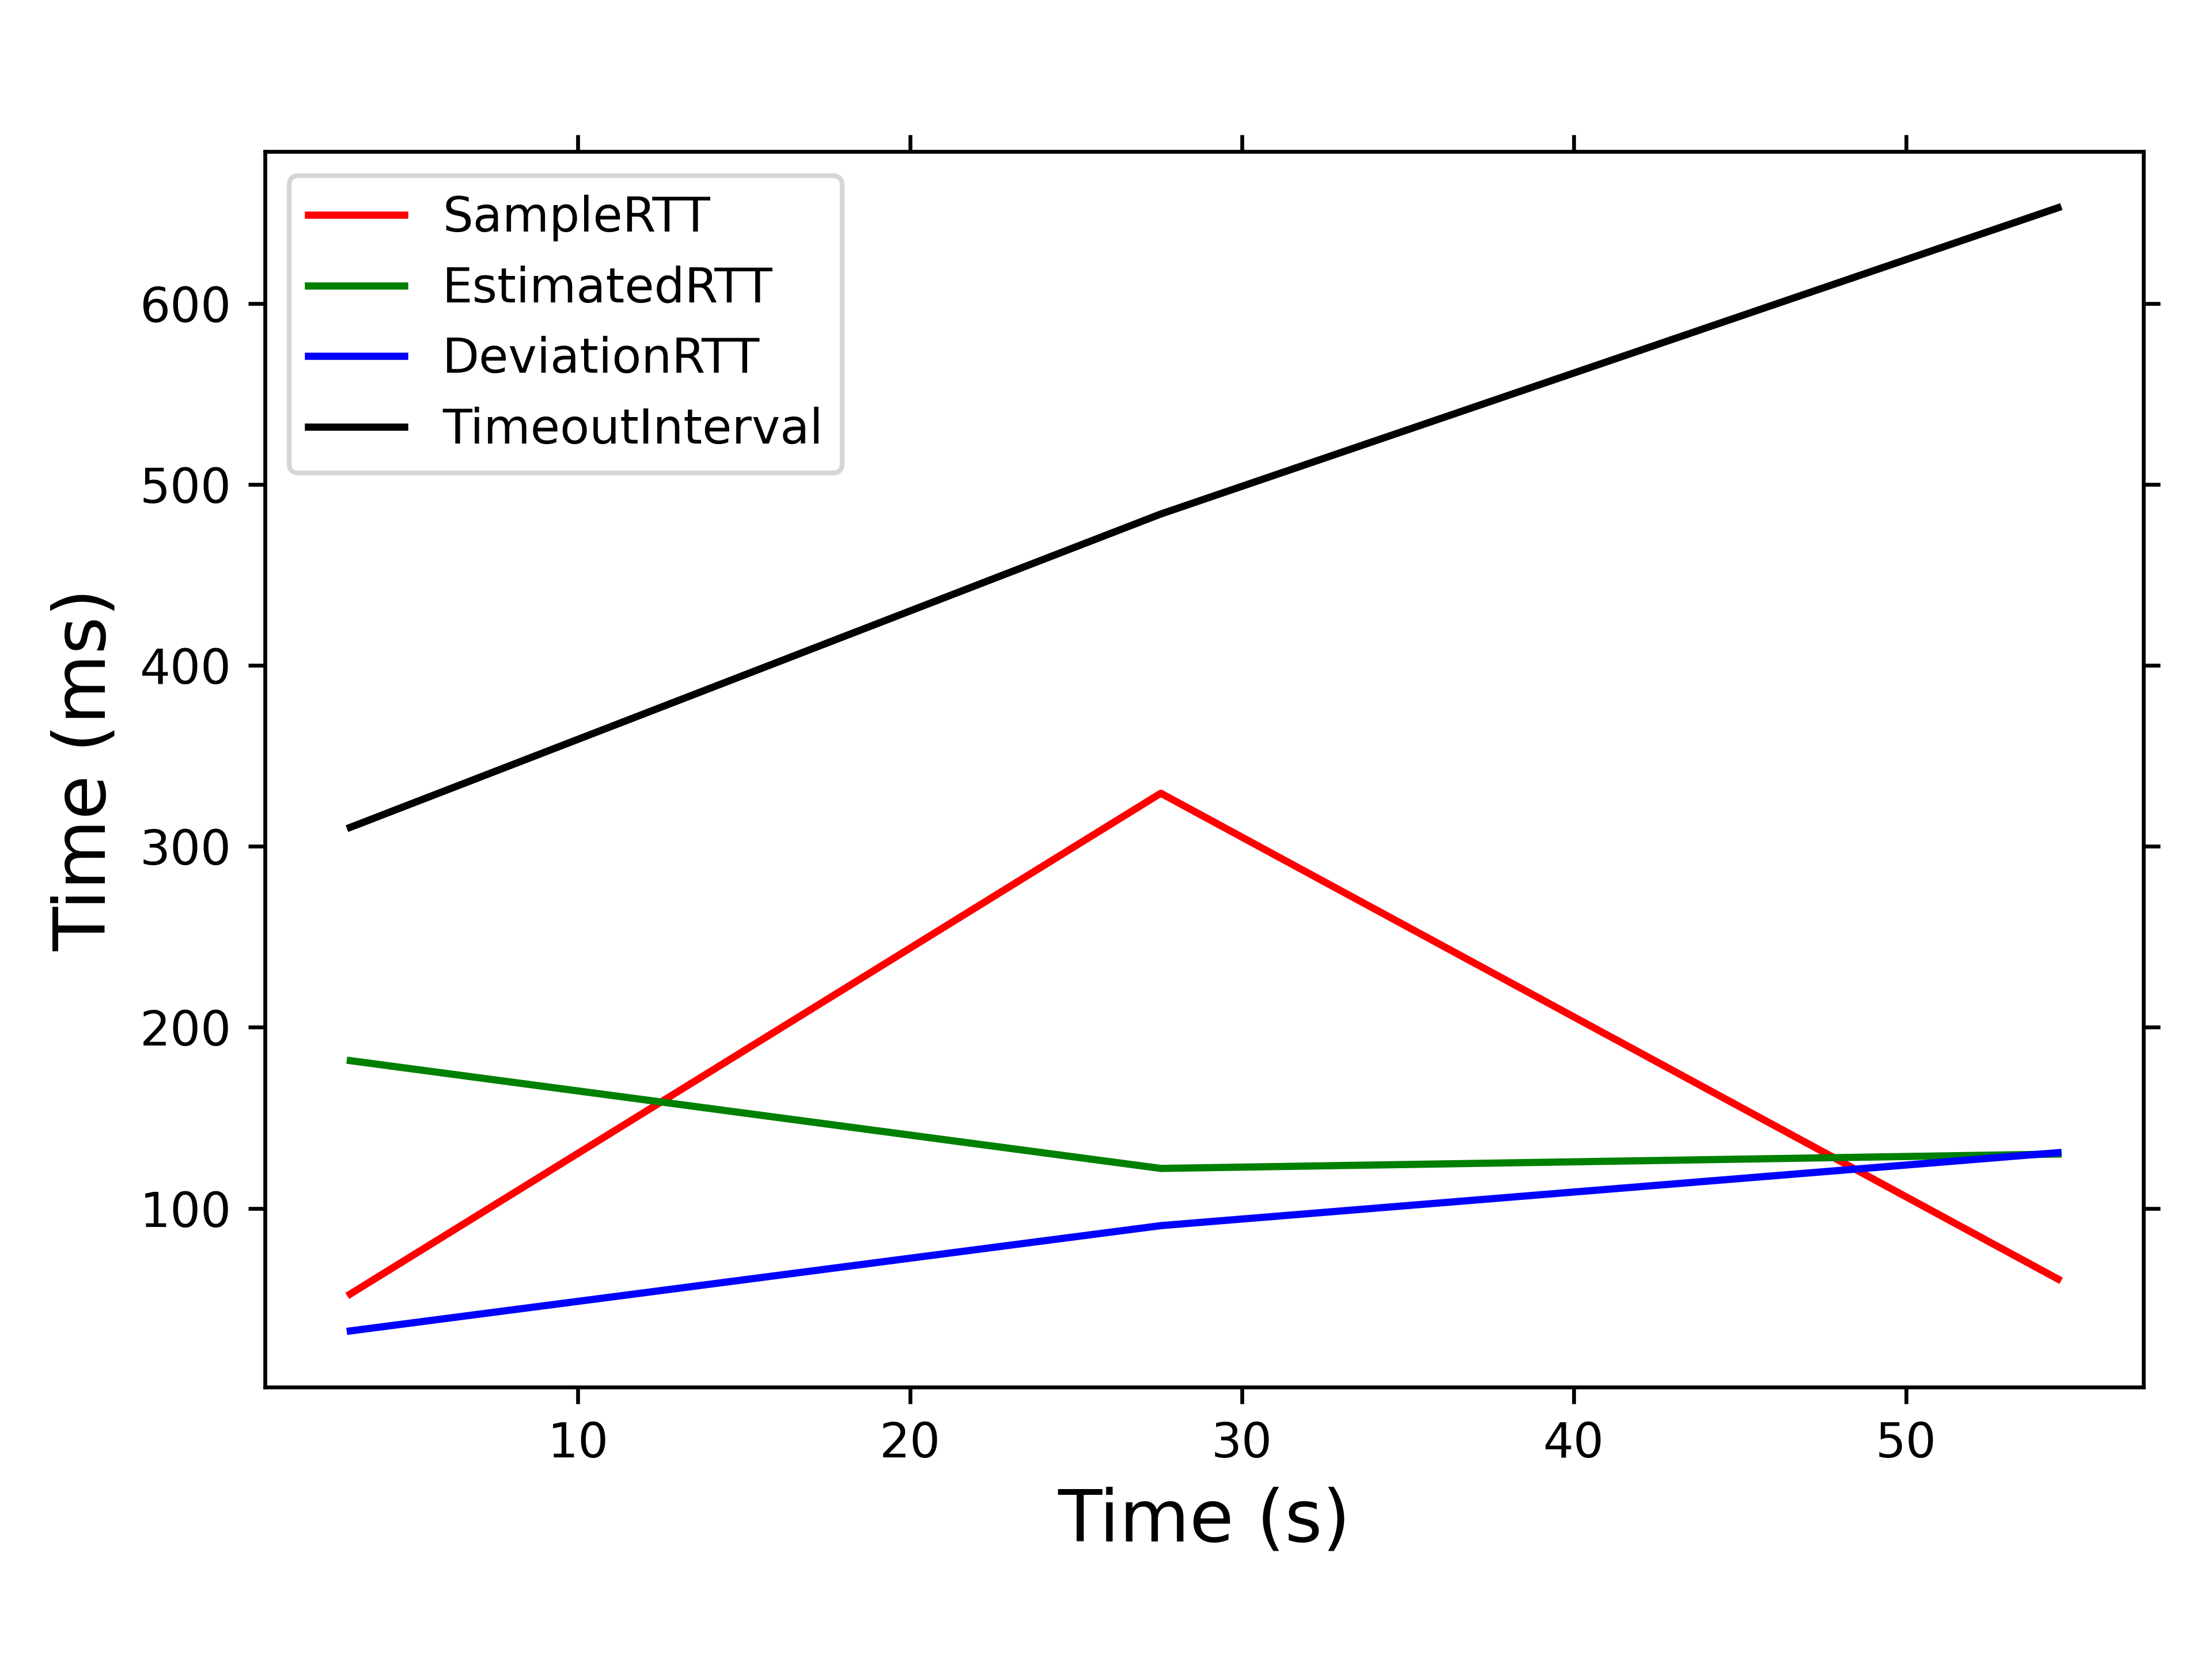 SampleRTT
EstimatedRTT
DeviationRTT
TimeoutInterval
600
500
400
300
200
100
Time (ms)
10 20 30 40 50
Time (s)